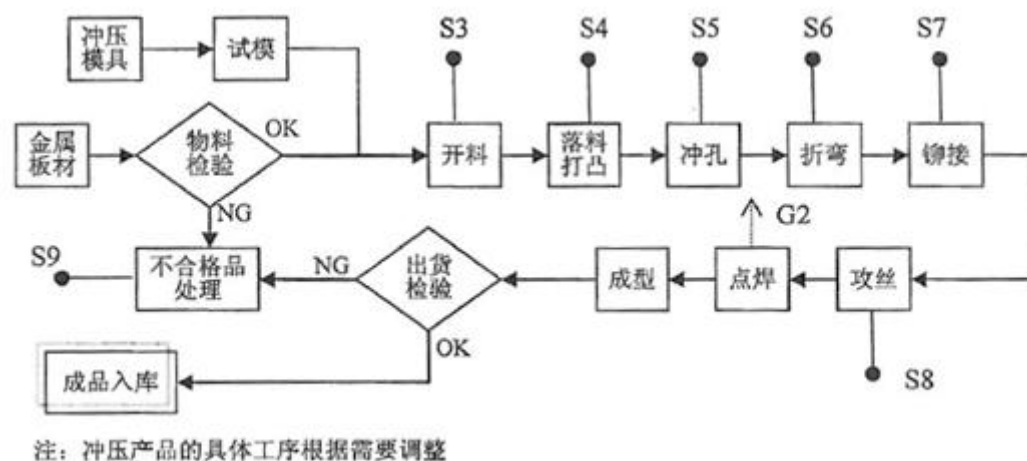 S3
S4
S5
S6
S7
冲压
模具
试模
金属
板材
物料
检验
OK
开料
落料
打凸
冲孔
折弯
铆接
NG
G2
S9
不合格品
处理
NG
出货
检验
成型
点焊
攻丝
OK
S8
成品入库
注：冲压产品的具体工序根据需要调整